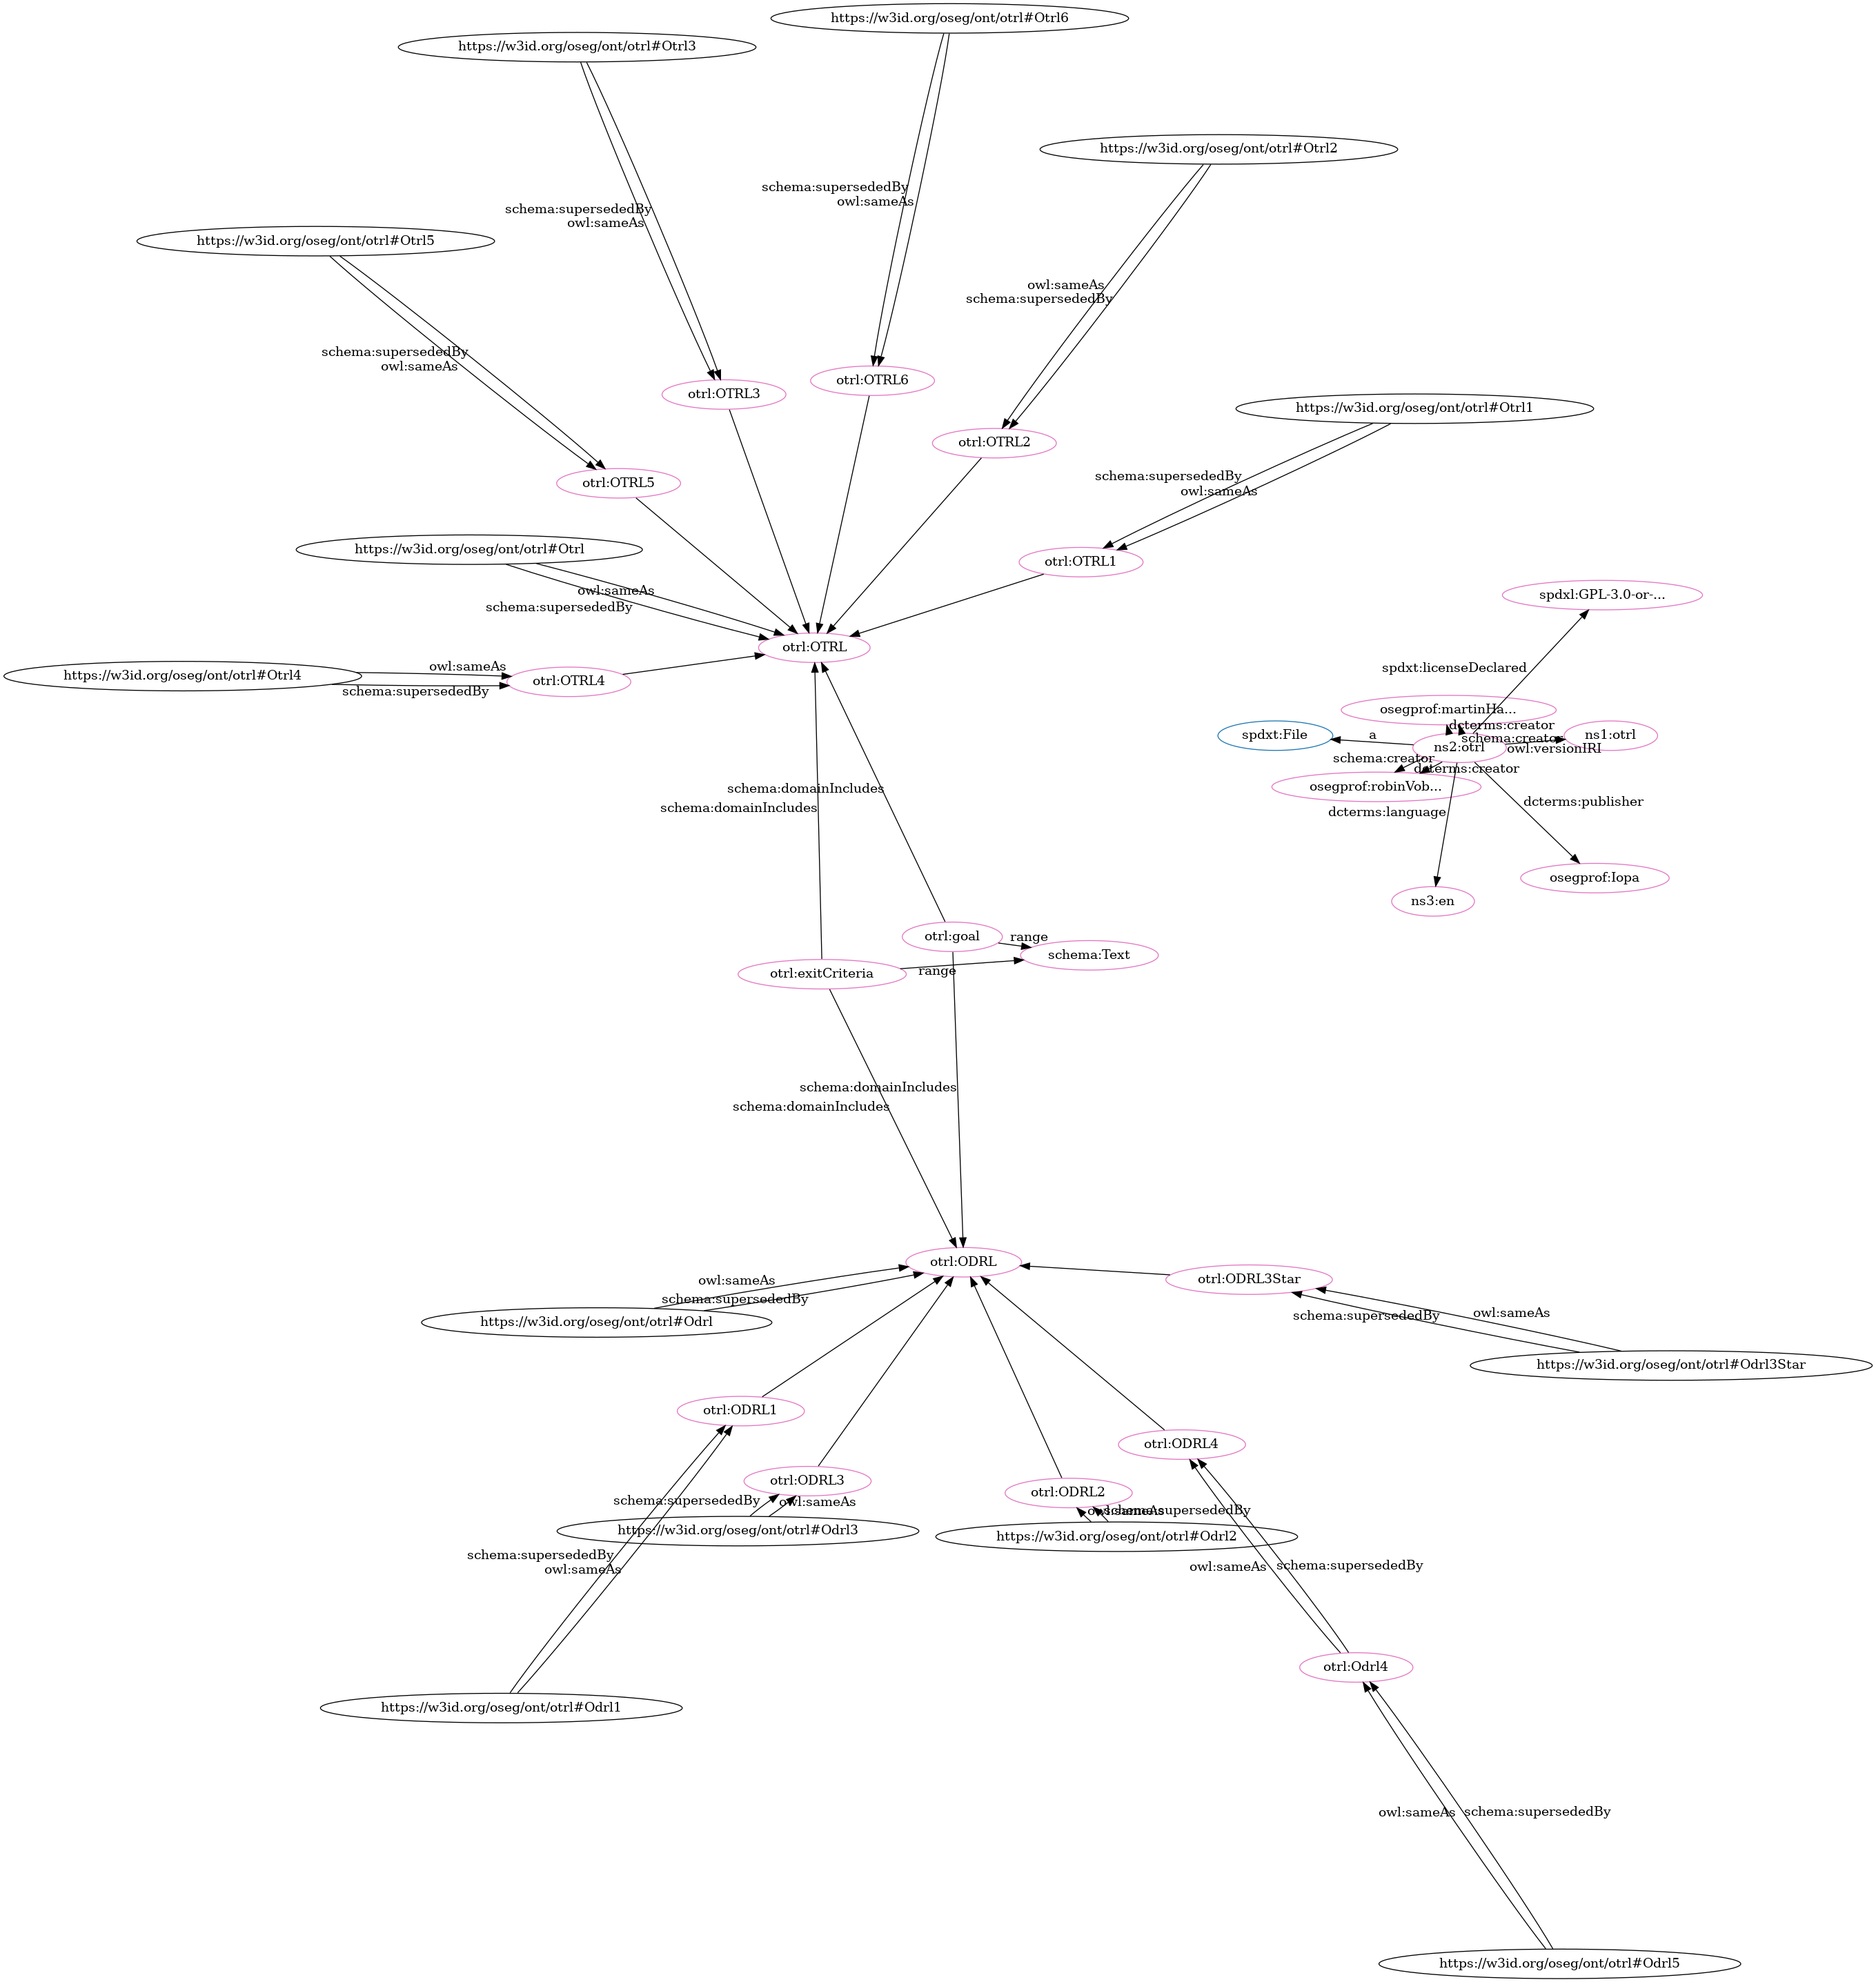 https://w3id.org/oseg/ont/otrl#Otrl6
https://w3id.org/oseg/ont/otrl#Otrl3
https://w3id.org/oseg/ont/otrl#Otrl2
schema:supersededBy
owl:sameAs
schema:supersededBy
owl:sameAs
https://w3id.org/oseg/ont/otrl#Otrl5
owl:sameAs
schema:supersededBy
schema:supersededBy
owl:sameAs
otrl:OTRL6
otrl:OTRL3
https://w3id.org/oseg/ont/otrl#Otrl1
otrl:OTRL2
schema:supersededBy
owl:sameAs
otrl:OTRL5
https://w3id.org/oseg/ont/otrl#Otrl
otrl:OTRL1
owl:sameAs
schema:supersededBy
spdxl:GPL-3.0-or-...
otrl:OTRL
owl:sameAs
https://w3id.org/oseg/ont/otrl#Otrl4
otrl:OTRL4
schema:supersededBy
spdxt:licenseDeclared
osegprof:martinHa...
dcterms:creator
spdxt:File
a
schema:creator
ns1:otrl
ns2:otrl
owl:versionIRI
schema:creator
dcterms:creator
osegprof:robinVob...
schema:domainIncludes
schema:domainIncludes
dcterms:publisher
dcterms:language
osegprof:Iopa
ns3:en
otrl:goal
range
schema:Text
otrl:exitCriteria
range
schema:domainIncludes
schema:domainIncludes
otrl:ODRL
otrl:ODRL3Star
owl:sameAs
schema:supersededBy
owl:sameAs
schema:supersededBy
https://w3id.org/oseg/ont/otrl#Odrl
https://w3id.org/oseg/ont/otrl#Odrl3Star
otrl:ODRL1
otrl:ODRL4
otrl:ODRL3
otrl:ODRL2
schema:supersededBy
owl:sameAs
owl:sameAs
schema:supersededBy
https://w3id.org/oseg/ont/otrl#Odrl3
https://w3id.org/oseg/ont/otrl#Odrl2
schema:supersededBy
owl:sameAs
owl:sameAs
schema:supersededBy
otrl:Odrl4
https://w3id.org/oseg/ont/otrl#Odrl1
owl:sameAs
schema:supersededBy
https://w3id.org/oseg/ont/otrl#Odrl5